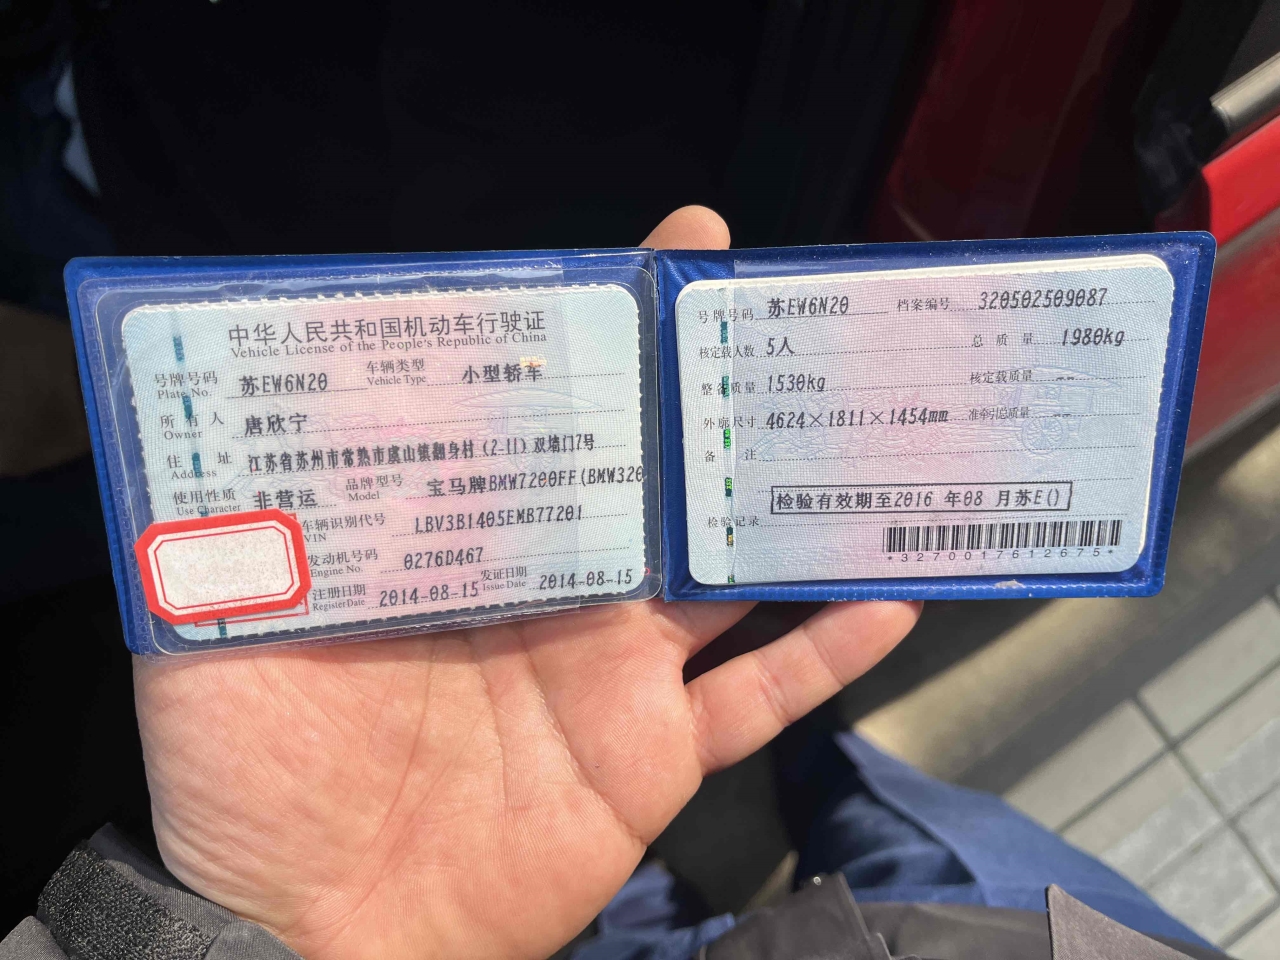 中华人民共和国机动车行驶证
Vehicle License of the People's Republic of China
号牌号码 苏EW6N20 车辆类型 小型轿车
Plate No. Vehicle Type
所有人 唐欣宁
Owner
住址 江苏省苏州市常熟市虞山镇翻身村(2-11)双墙门7号
Address
使用性质 非营运 品牌型号 宝马牌BMW7200FF(BMW320
Use Character Model
车辆识别代号 LBV3B1405EMB77201
VIN
发动机号码 0276D467
Engine No.
注册日期 2014-08-15 发证日期 2014-08-15
Register Date Issue Date
号牌号码 苏EW6N20 档案编号 320502509087
核定载人数 5人 总质量 1980kg
整备质量 1530kg 核定载质量 --
外廓尺寸 4624×1811×1454mm 准牵引总质量 --
备注
检验有效期至2016 年08 月苏E()
检验记录
*3270017612675*